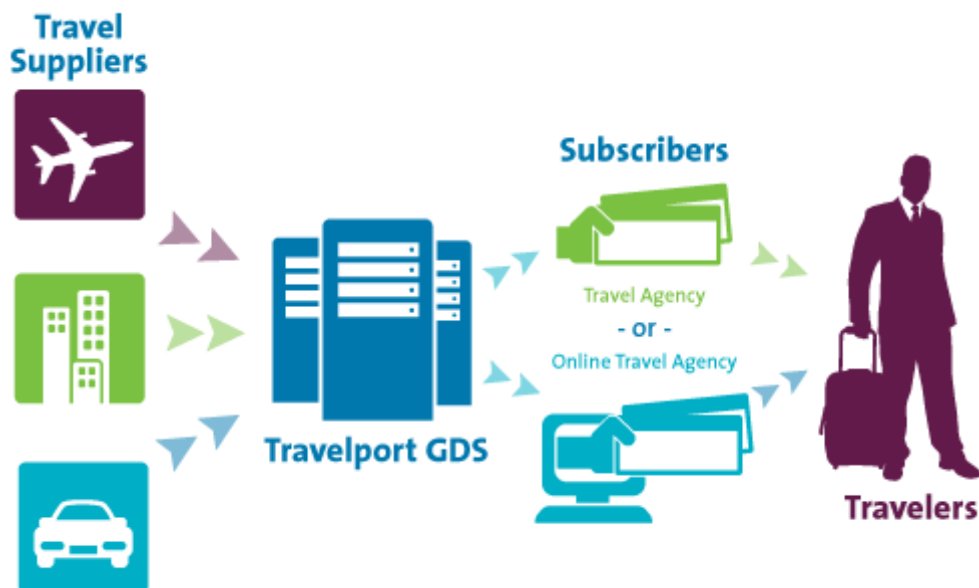 Travel
Suppliers
Travelport GDS
Subscribers
Travel Agency
- or -
Online Travel Agency
Travelers